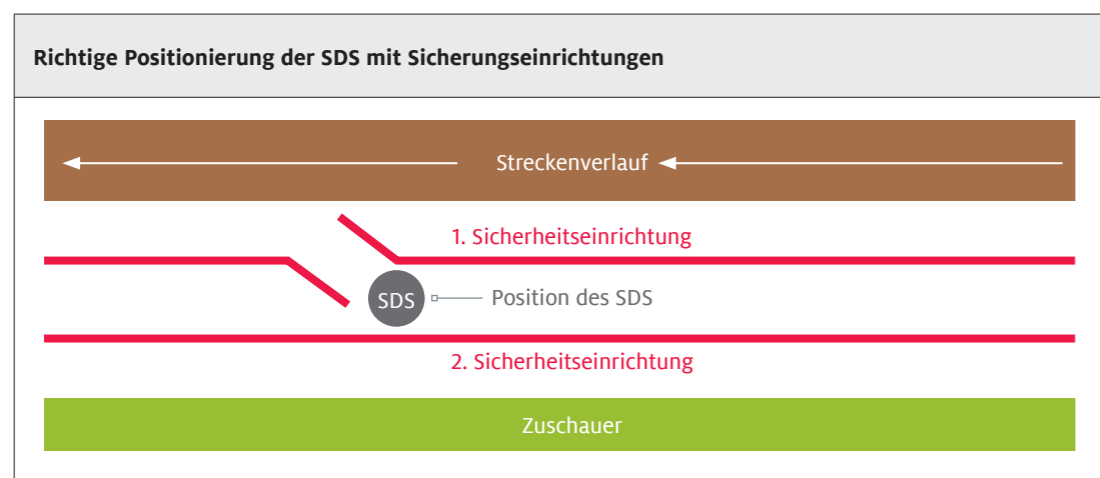 Richtige Positionierung der SDS mit Sicherungseinrichtungen
Streckenverlauf
1. Sicherheitseinrichtung
SDS
Position des SDS
2. Sicherheitseinrichtung
Zuschauer